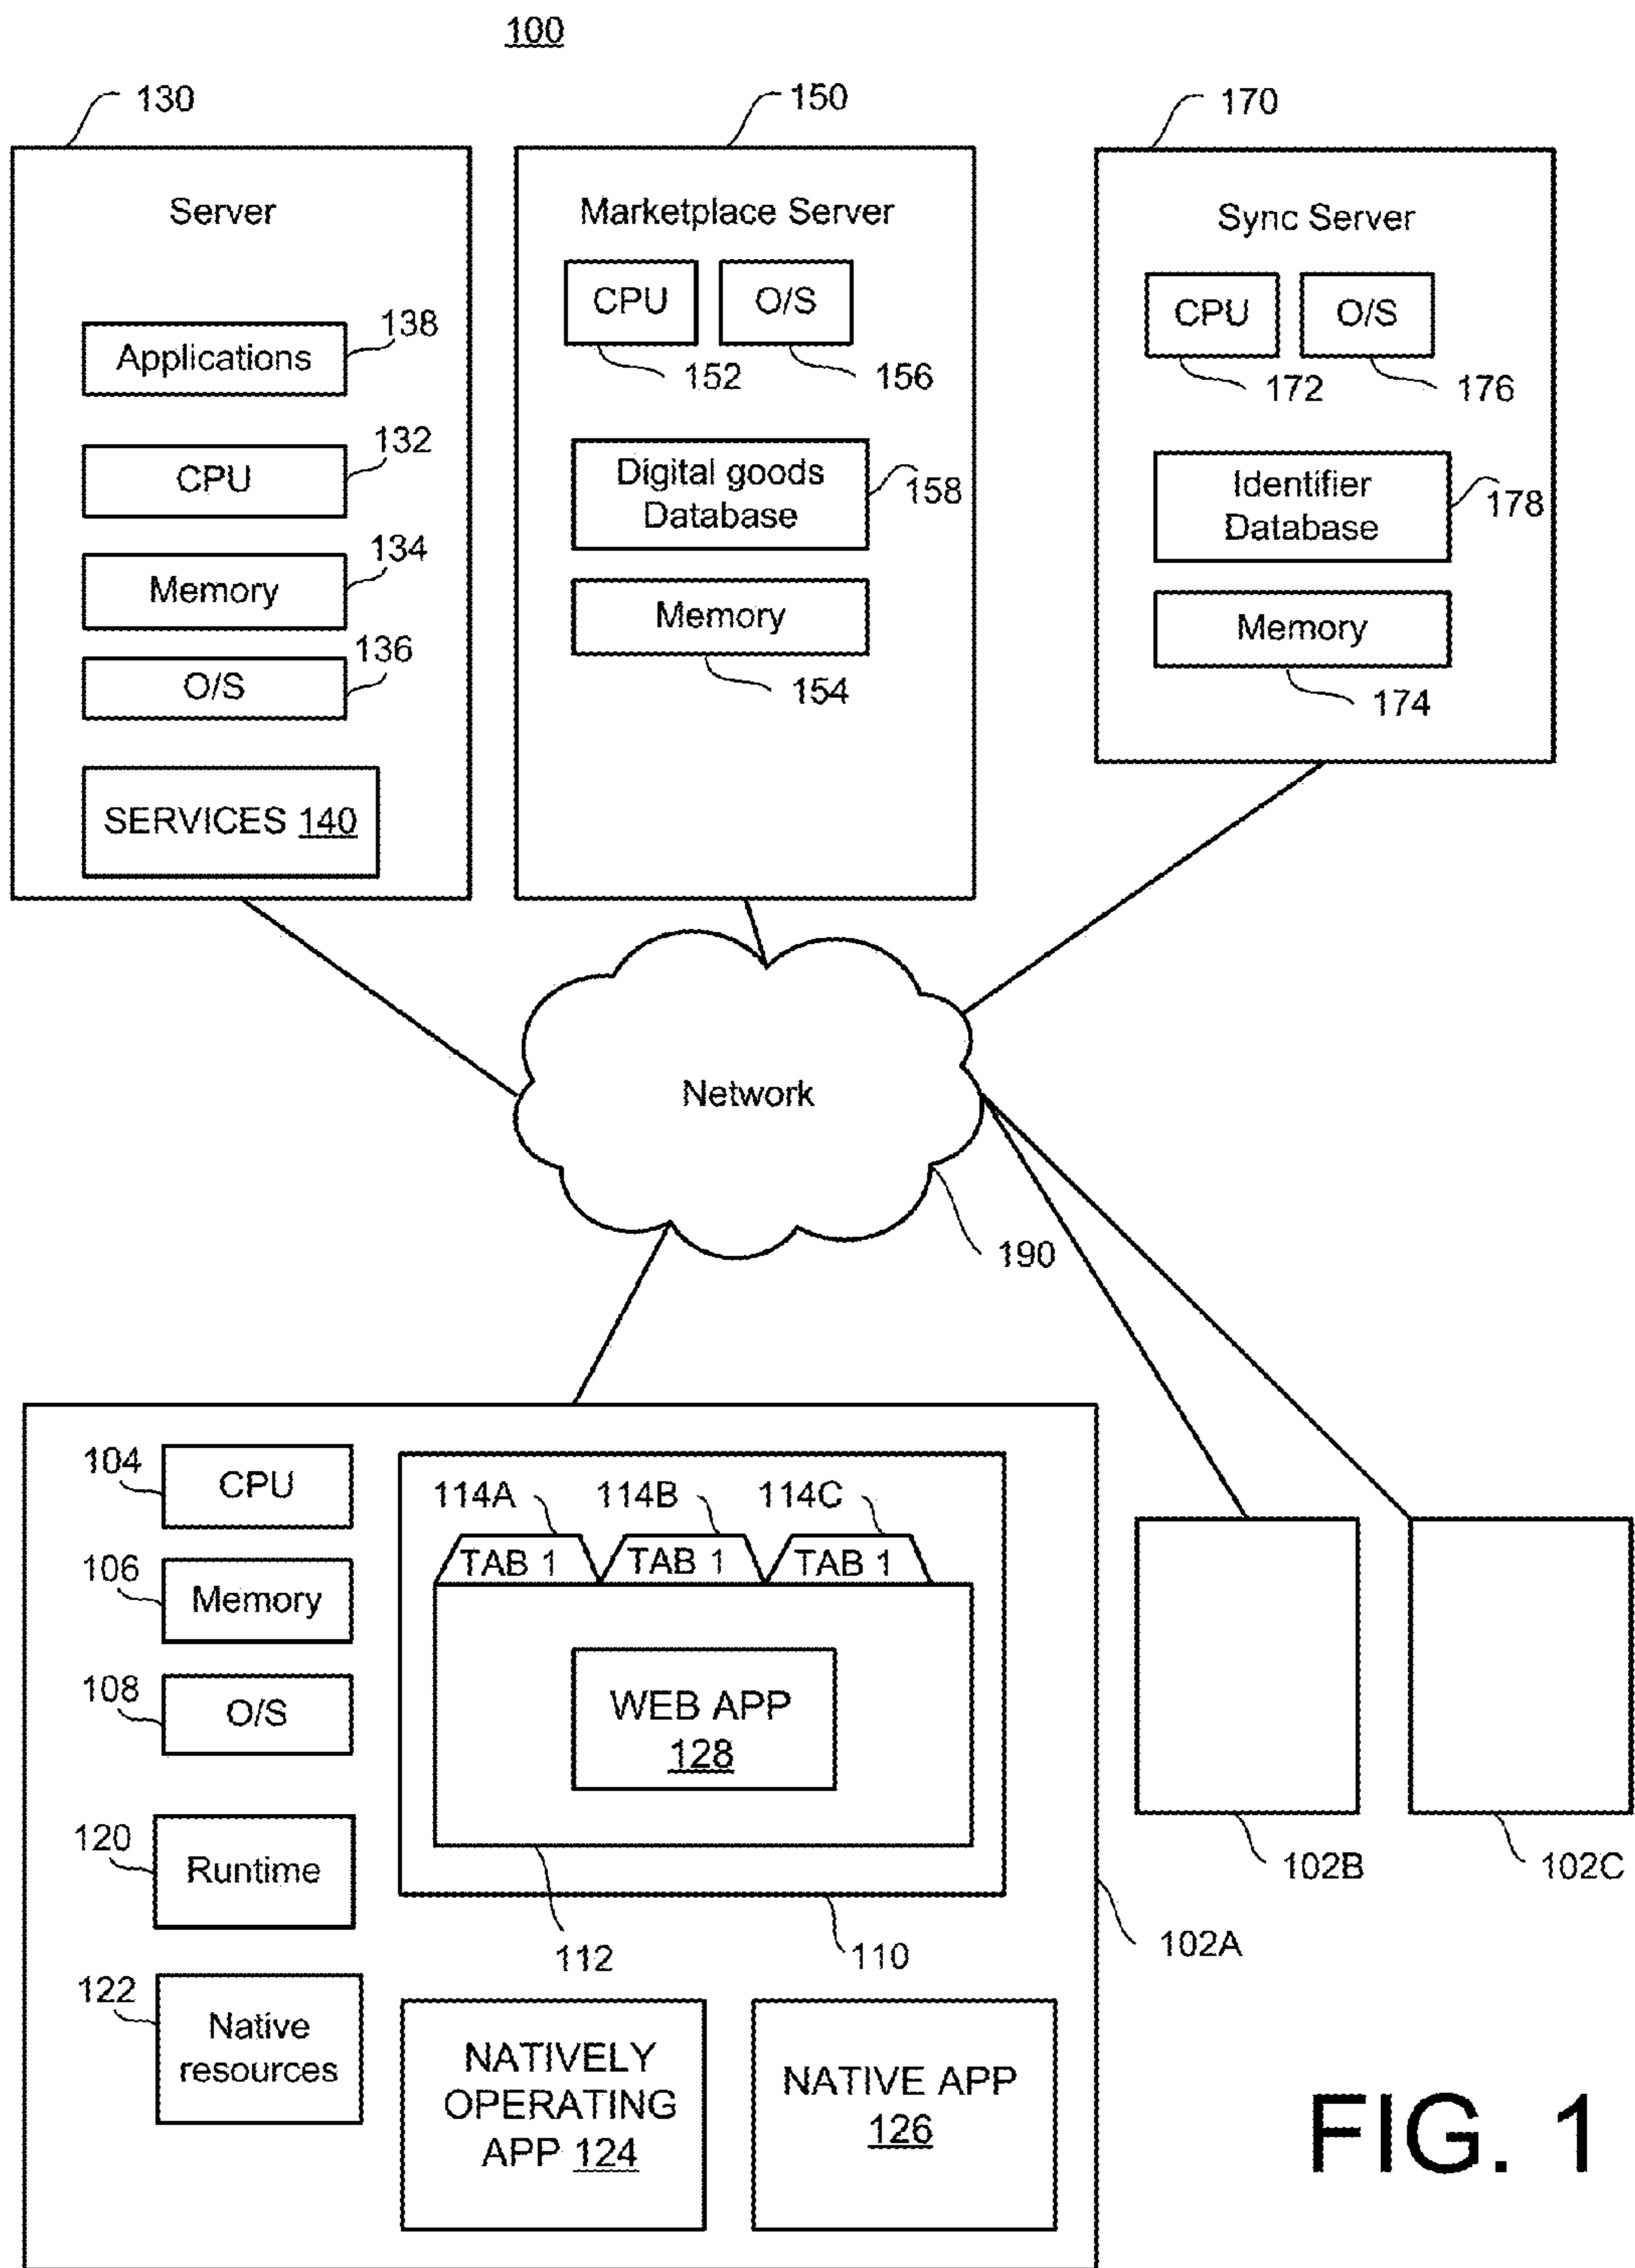 100
130
150
170
Server
Marketplace Server
Sync Server
Applications
138
CPU
132
Memory
134
O/S
136
SERVICES 140
CPU
O/S
152
156
Digital goods
Database
158
Memory
154
CPU
O/S
172
176
Identifier
Database
178
Memory
174
Network
190
104
CPU
106
Memory
108
O/S
120
Runtime
122
Native
resources
114A
114B
114C
TAB 1
TAB 1
TAB 1
WEB APP
128
112
110
102A
102B
102C
NATIVELY
OPERATING
APP 124
NATIVE APP
126
FIG. 1